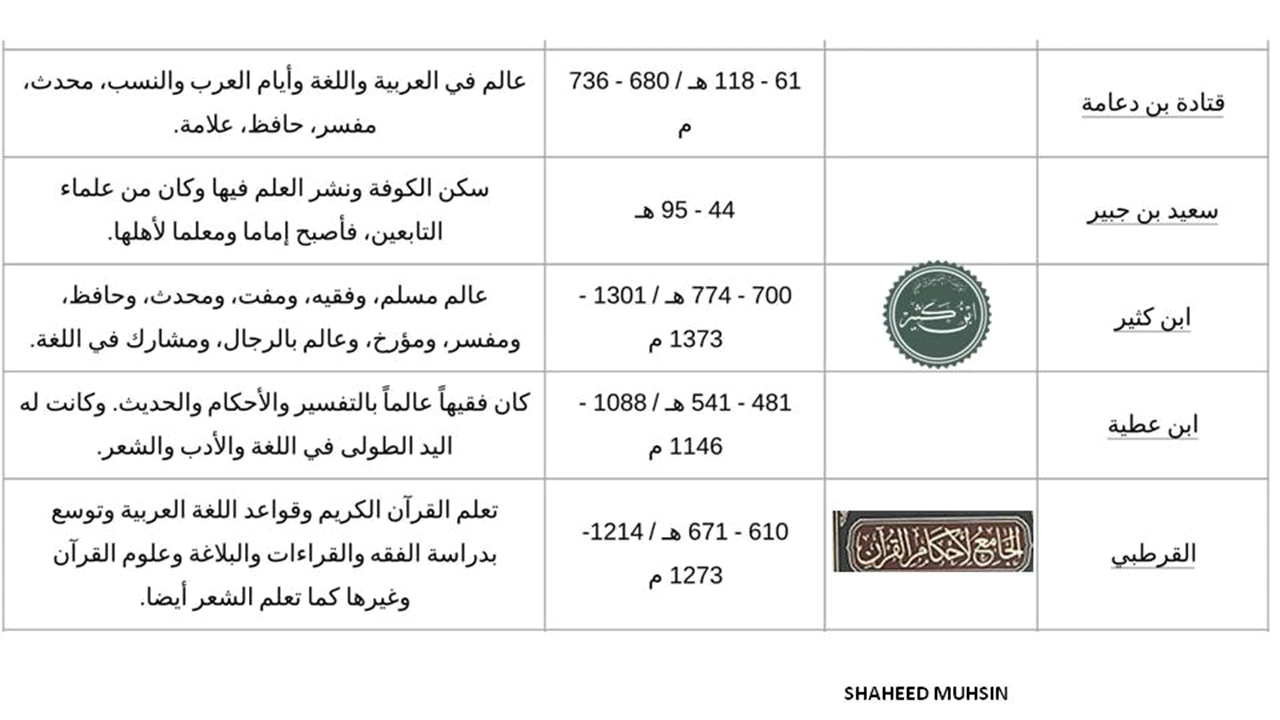 قتادة بن دعامة
61 - 118 هـ / 680 - 736
م
عالم في العربية واللغة وأيام العرب والنسب، محدث،
مفسر، حافظ، علامة.
سعيد بن جبير
44 - 95 هـ
سكن الكوفة ونشر العلم فيها وكان من علماء
التابعين، فأصبح إماما ومعلما لأهلها.
ابن كثير
ابن كثير
700 - 774 هـ / 1301 -
1373 م
عالم مسلم، وفقيه، ومفت، ومحدث، وحافظ،
ومفسر، ومؤرخ، وعالم بالرجال، ومشارك في اللغة.
ابن عطية
481 - 541 هـ / 1088 -
1146 م
كان فقيهاً عالماً بالتفسير والأحكام والحديث. وكانت له
اليد الطولى في اللغة والأدب والشعر.
القرطبي
الجامع لأحكام القرآن
610 - 671 هـ / 1214-
1273 م
تعلم القرآن الكريم وقواعد اللغة العربية وتوسع
بدراسة الفقه والقراءات والبلاغة وعلوم القرآن
وغيرها كما تعلم الشعر أيضا.
SHAHEED MUHSIN